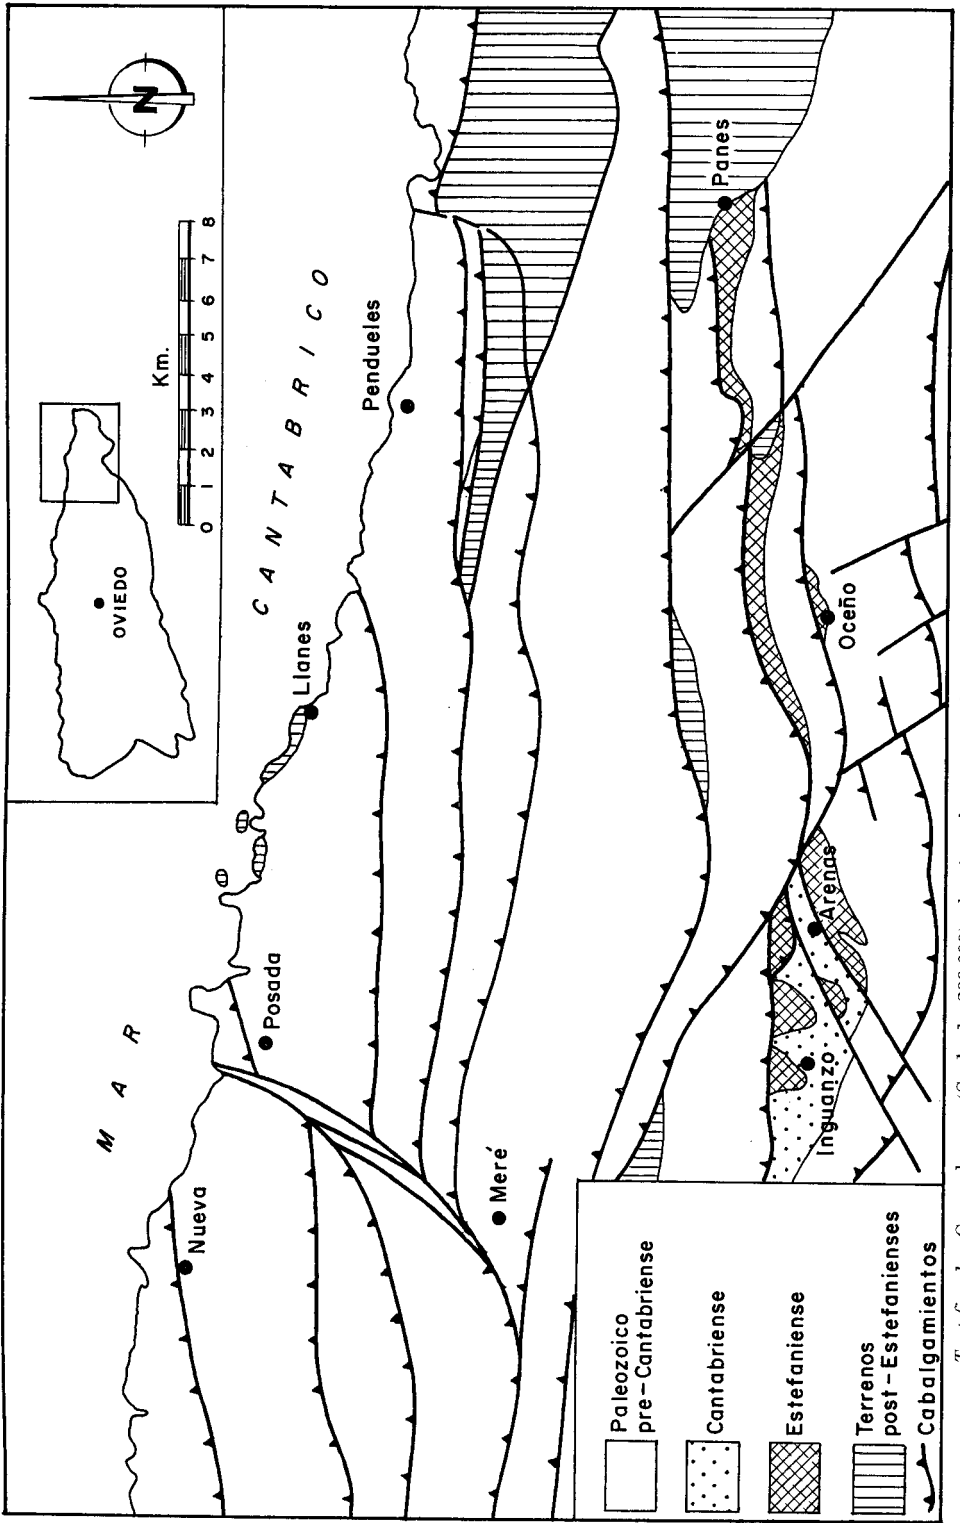 N
Km.
0 1 2 3 4 5 6 7 8
OVIEDO
MAR CANTABRICO
Nueva
Posada
Llanes
Pendueles
Meré
Panes
Oceño
Arenas
Inguanzo
Paleozoico
pre-Cantabriense
Cantabriense
Estefaniense
Terrenos
post-Estefanienses
Cabalgamientos